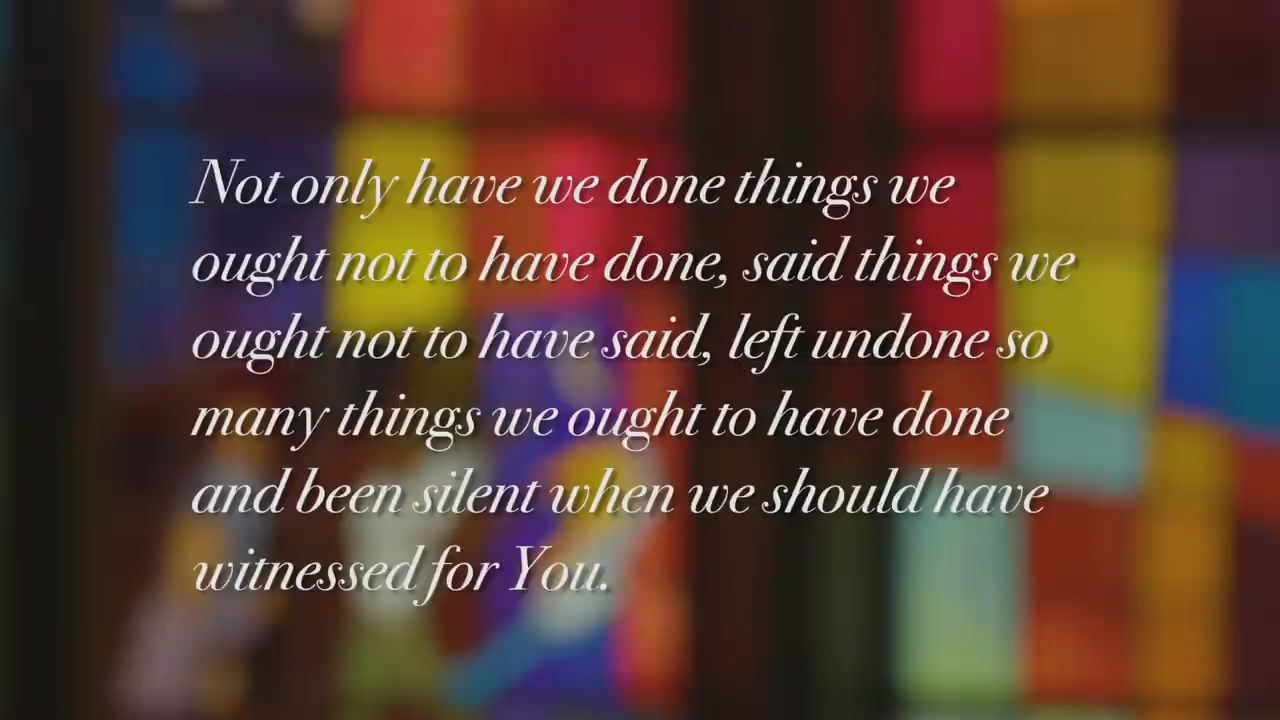 Not only have we done things we
ought not to have done, said things we
ought not to have said, left undone so
many things we ought to have done
and been silent when we should have
witnessed for You.